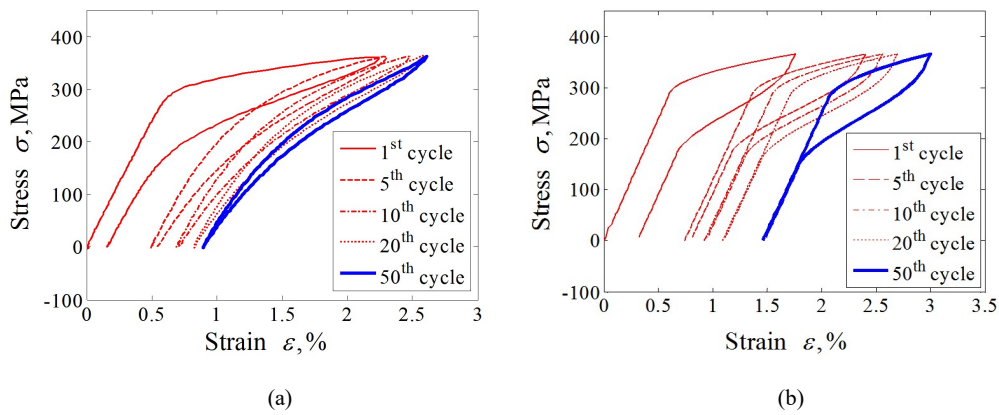 400
300
200
100
0
-100
Stress σ, MPa
1st cycle
5th cycle
10th cycle
20th cycle
50th cycle
0 0.5 1 1.5 2 2.5 3
Strain ε, %
(a)
400
300
200
100
0
-100
Stress σ, MPa
1st cycle
5th cycle
10th cycle
20th cycle
50th cycle
0 0.5 1 1.5 2 2.5 3 3.5
Strain ε, %
(b)